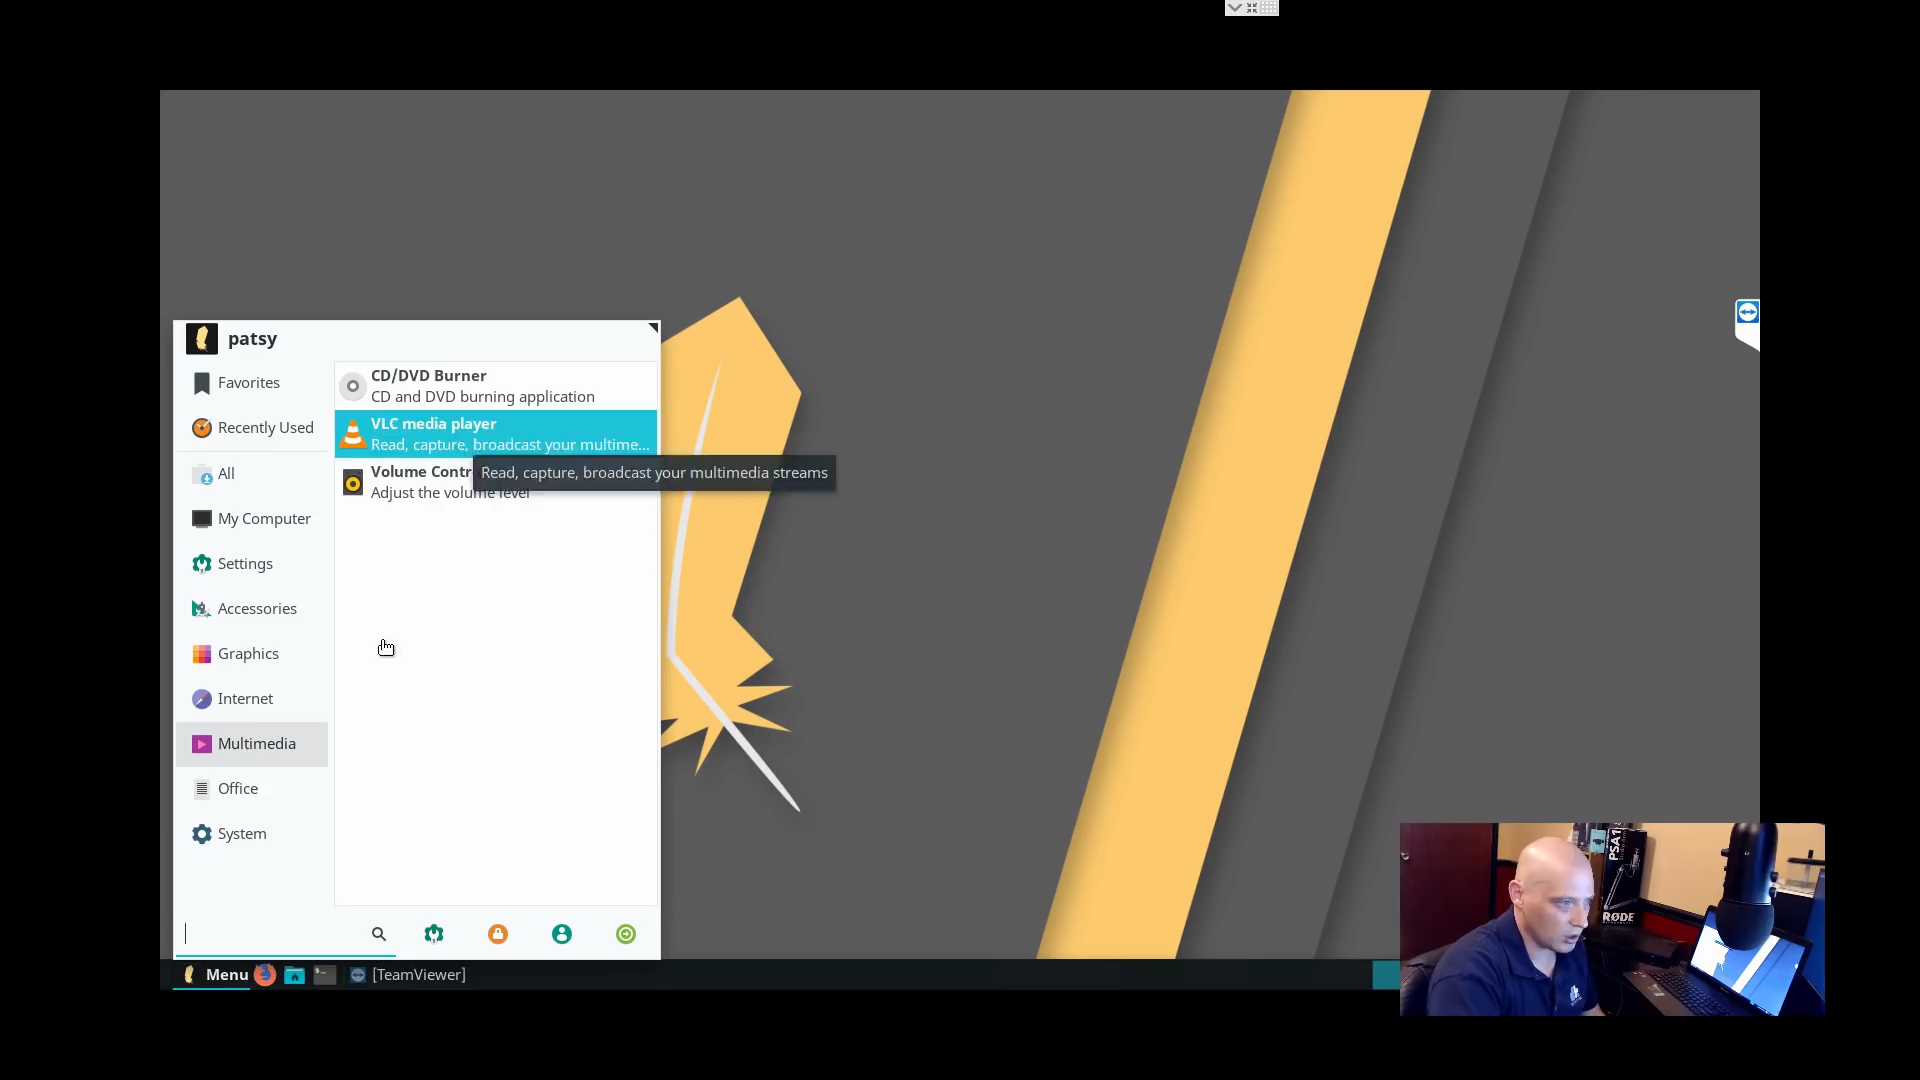 patsy
Favorites
Recently Used
All
My Computer
Settings
Accessories
Graphics
Internet
Multimedia
Office
System
CD/DVD Burner
CD and DVD burning application
VLC media player
Read, capture, broadcast your multime...
Volume Contr
Read, capture, broadcast your multimedia streams
Adjust the volume level
Menu
[TeamViewer]
PSA1
RØDE